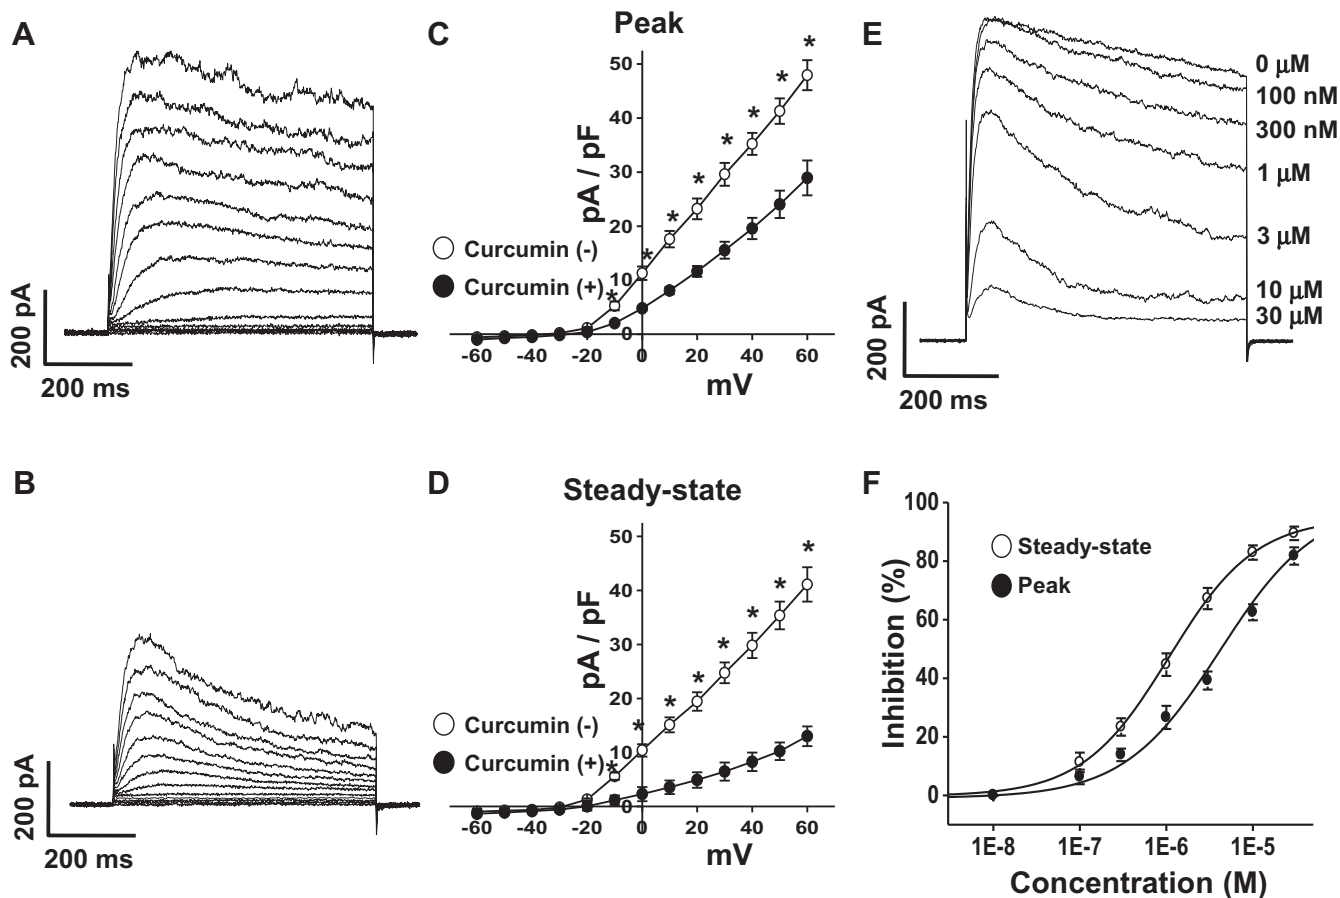 A
200 pA
200 ms
B
200 pA
200 ms
C
Peak
pA / pF
50
40
30
20
10
0
Curcumin (-)
Curcumin (+)
* * * * * * * *
-60 -40 -20 0 20 40 60
mV
D
Steady-state
pA / pF
50
40
30
20
10
0
Curcumin (-)
Curcumin (+)
* * * * * * * *
-60 -40 -20 0 20 40 60
mV
E
0 μM
100 nM
300 nM
1 μM
3 μM
10 μM
30 μM
200 pA
200 ms
F
Inhibition (%)
100
80
60
40
20
0
Steady-state
Peak
1E-8 1E-7 1E-6 1E-5
Concentration (M)